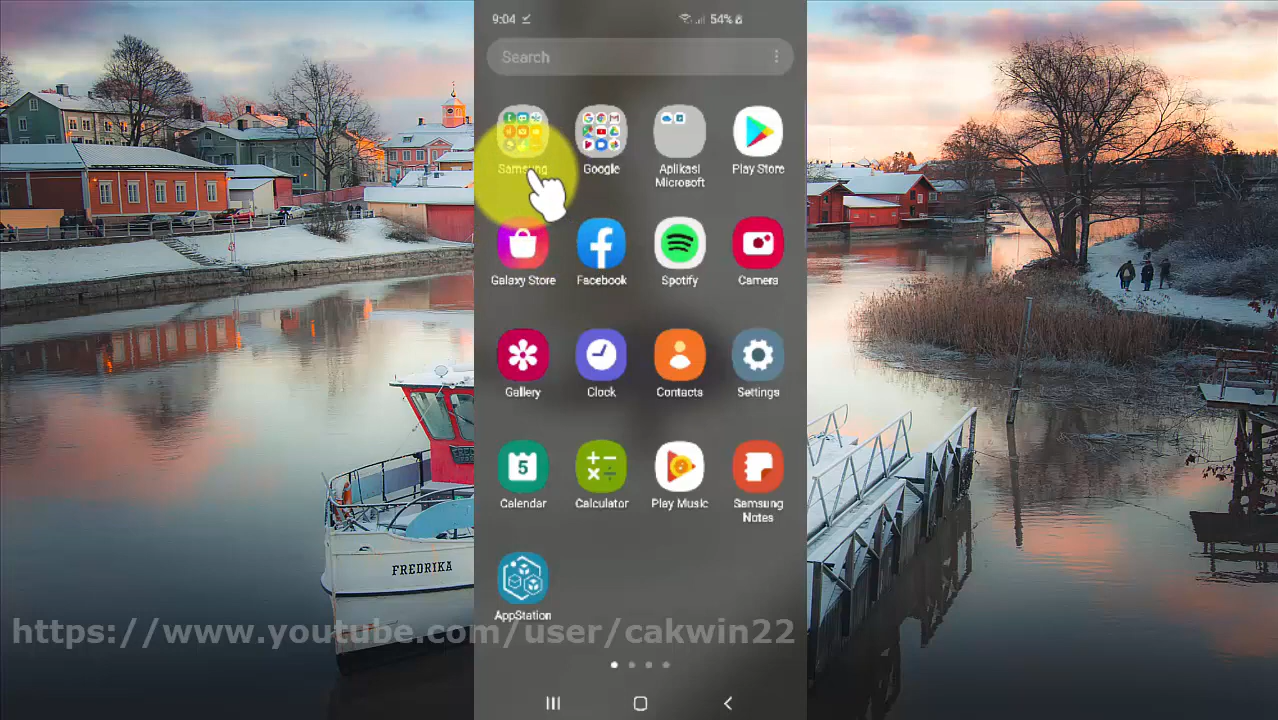 9:04 54%
Search
Samsung Google Aplikasi Play Store
Microsoft
Galaxy Store Facebook Spotify Camera
Gallery Clock Contacts Settings
5
Calendar Calculator Play Music Samsung
Notes
AppStation
FREDRIKA
https://www.youtube.com/user/cakwin22